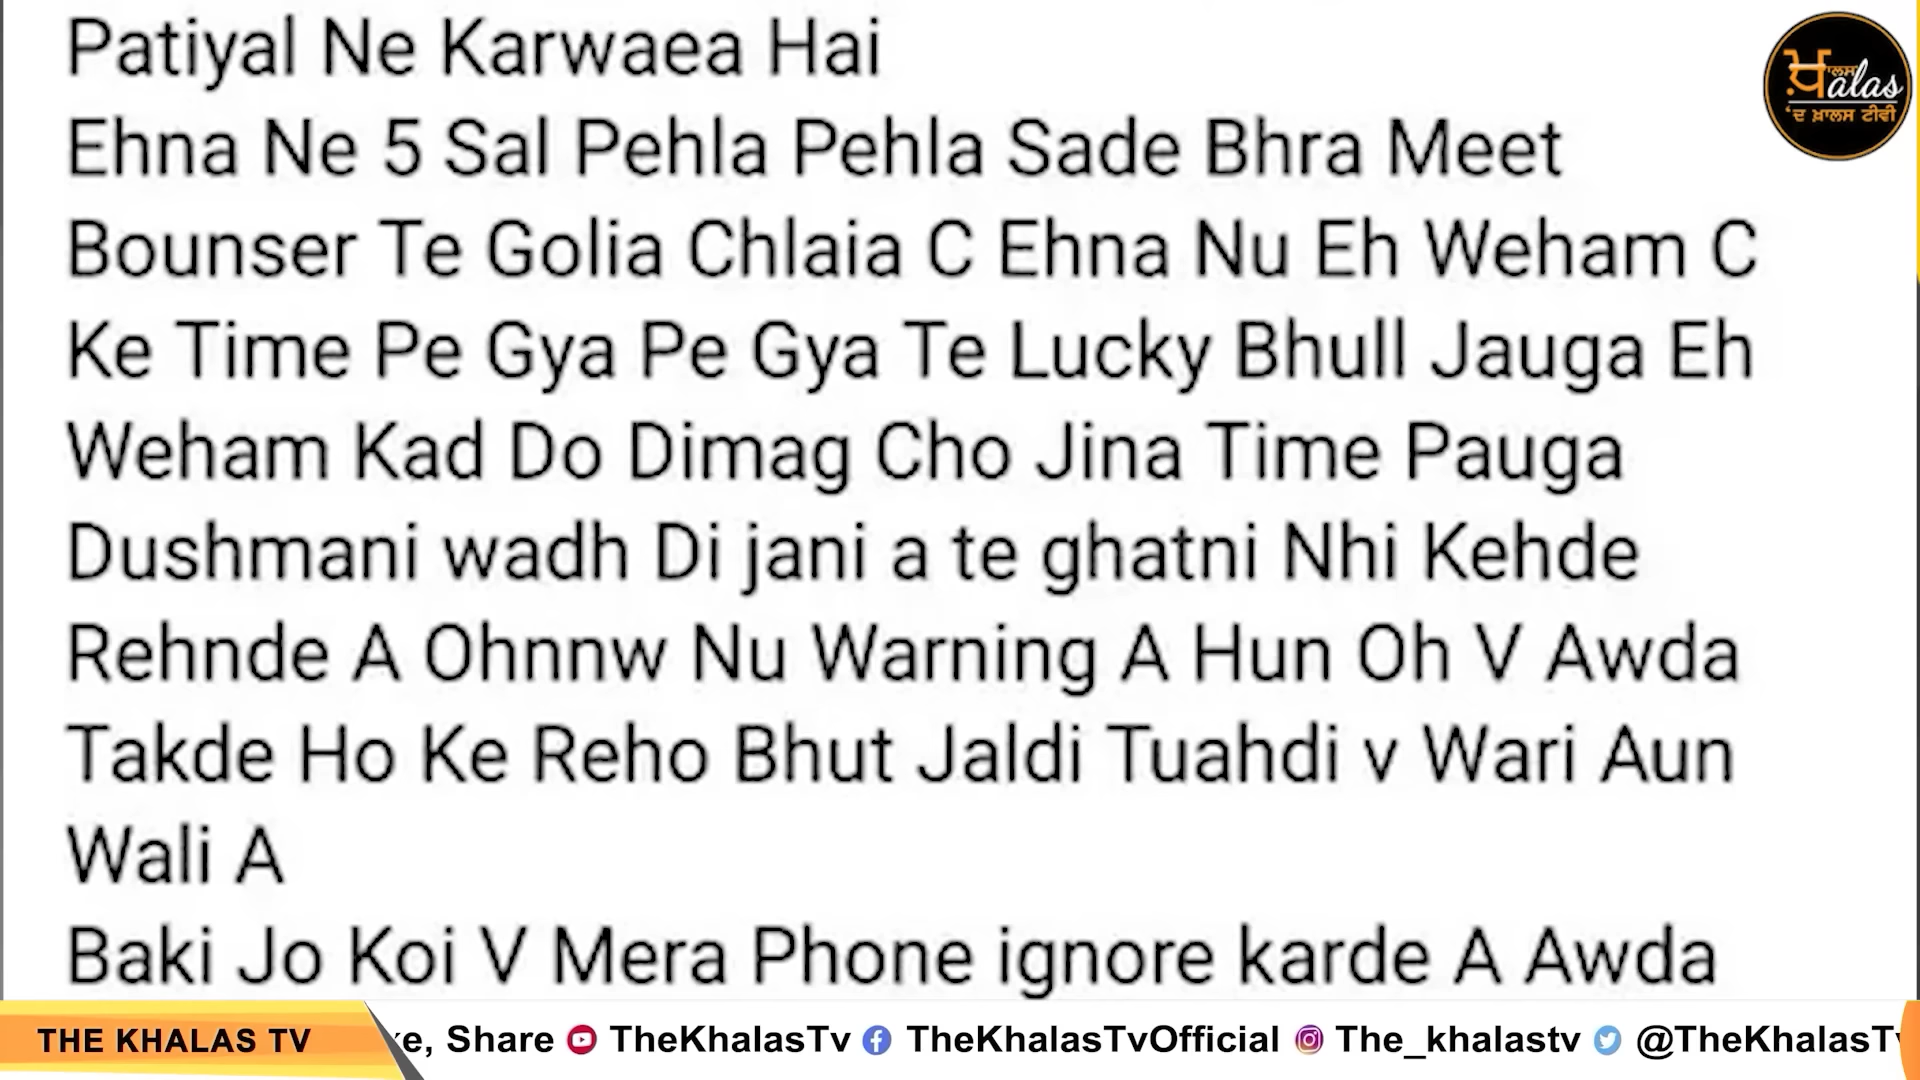 Patiyal Ne Karwaea Hai
Ehna Ne 5 Sal Pehla Pehla Sade Bhra Meet
Bounser Te Golia Chlaia C Ehna Nu Eh Weham C
Ke Time Pe Gya Pe Gya Te Lucky Bhull Jauga Eh
Weham Kad Do Dimag Cho Jina Time Pauga
Dushmani wadh Di jani a te ghatni Nhi Kehde
Rehnde A Ohnnw Nu Warning A Hun Oh V Awda
Takde Ho Ke Reho Bhut Jaldi Tuahdi v Wari Aun
Wali A
Baki Jo Koi V Mera Phone ignore karde A Awda
ਖ਼ਾਲਸ alas
'ਦ ਖ਼ਾਲਸ ਟੀਵੀ
THE KHALAS TV
e, Share TheKhalasTv TheKhalasTvOfficial The_khalastv @TheKhalasT